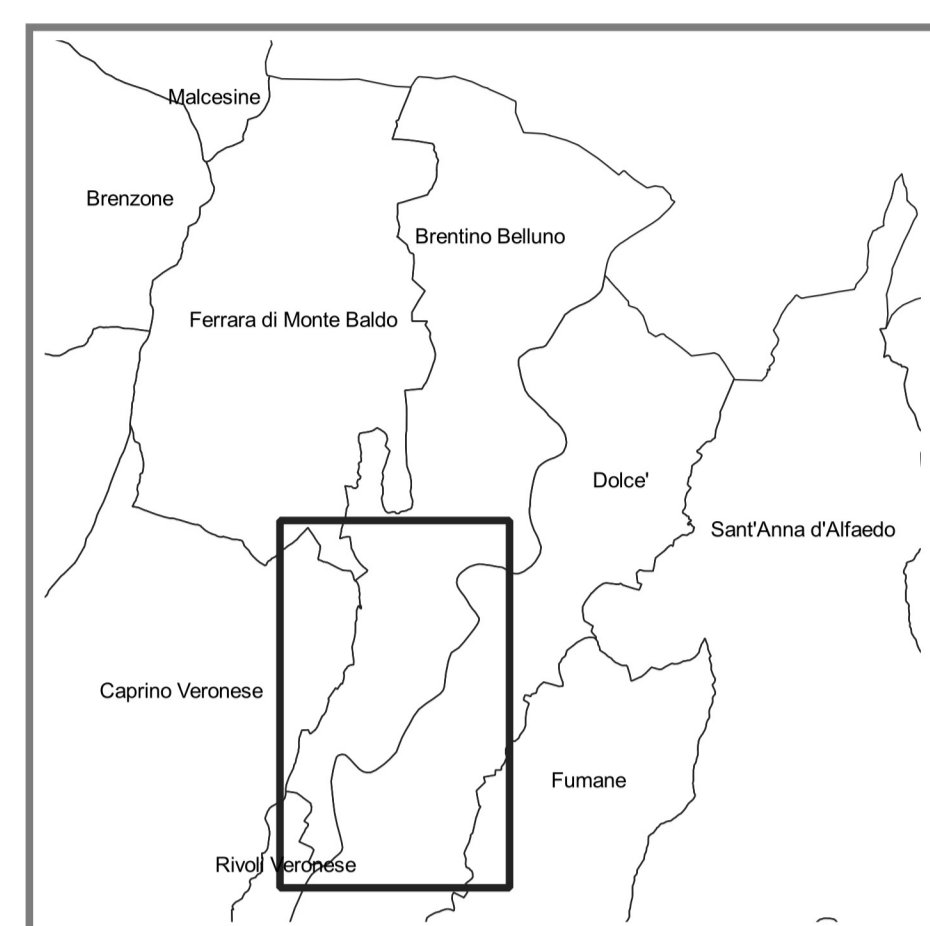 Malcesine
Brenzone
Brentino Belluno
Ferrara di Monte Baldo
Dolce'
Sant'Anna d'Alfaedo
Caprino Veronese
Fumane
Rivoli Veronese